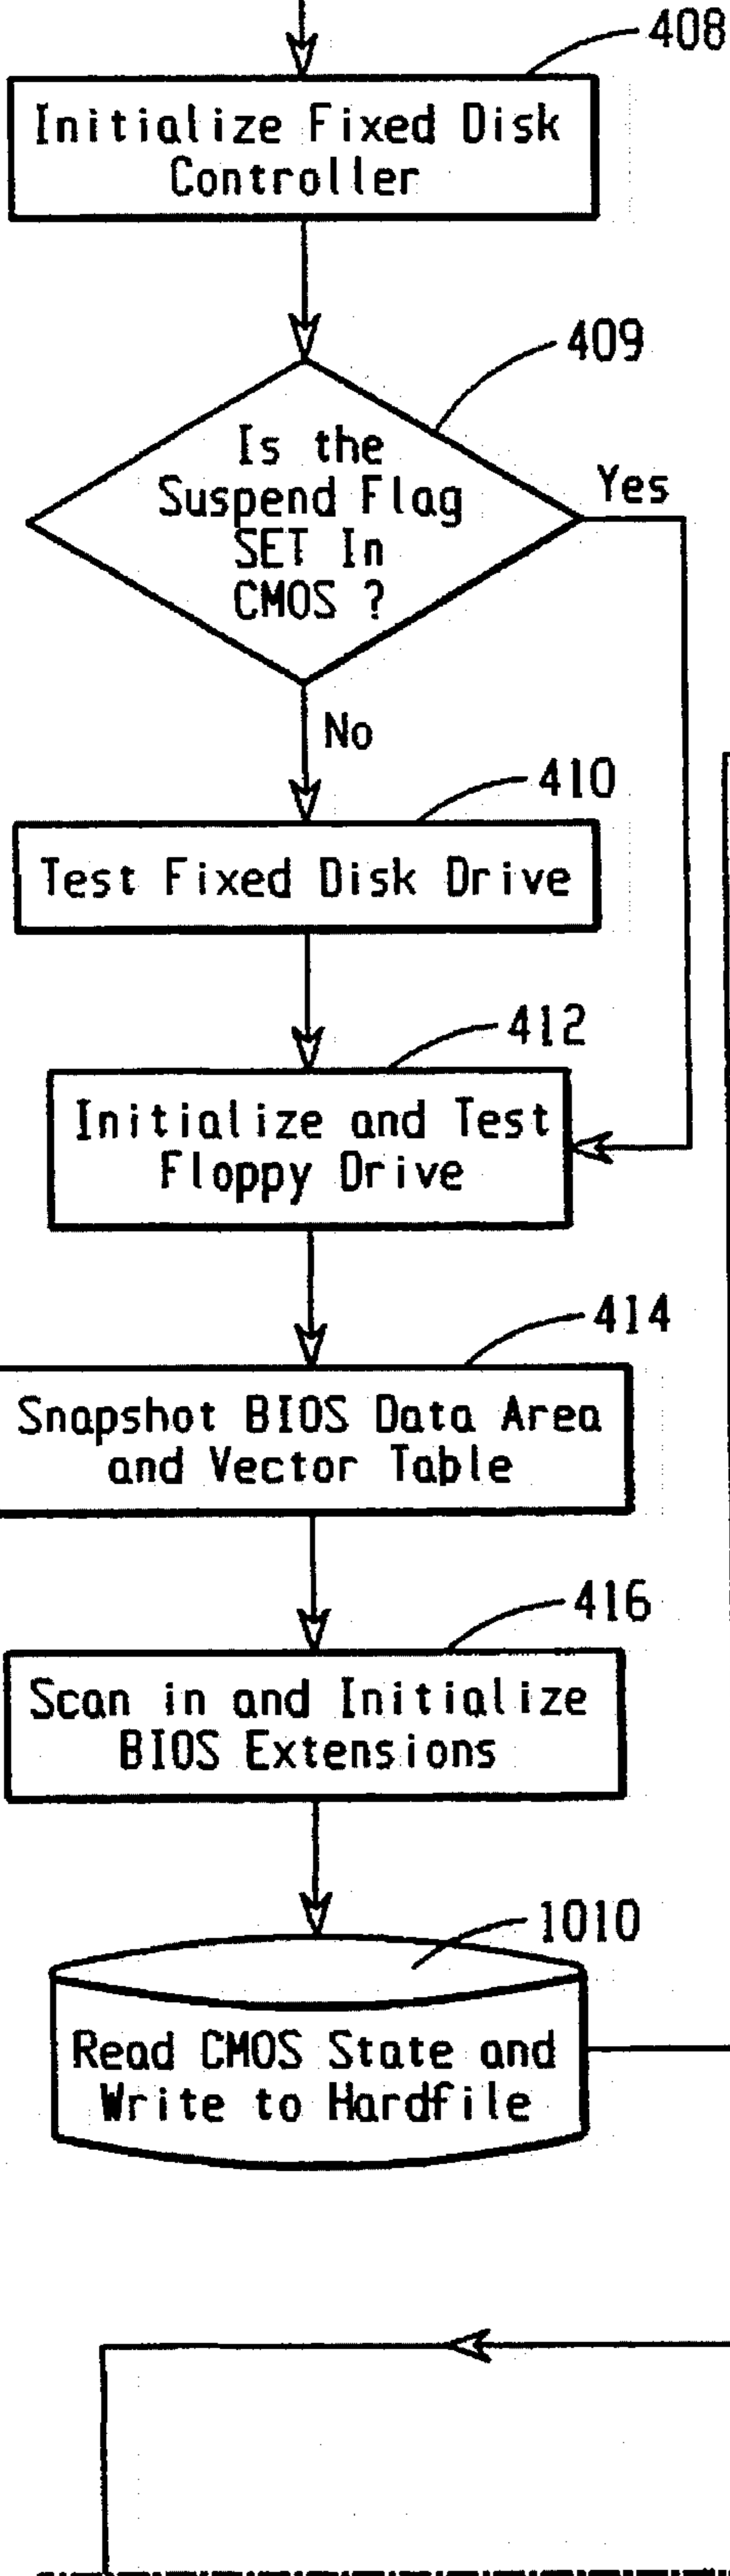 408
Initialize Fixed Disk
Controller
409
Is the
Suspend Flag
SET In
CMOS ?
Yes
No
410
Test Fixed Disk Drive
412
Initialize and Test
Floppy Drive
414
Snapshot BIOS Data Area
and Vector Table
416
Scan in and Initialize
BIOS Extensions
1010
Read CMOS State and
Write to Hardfile